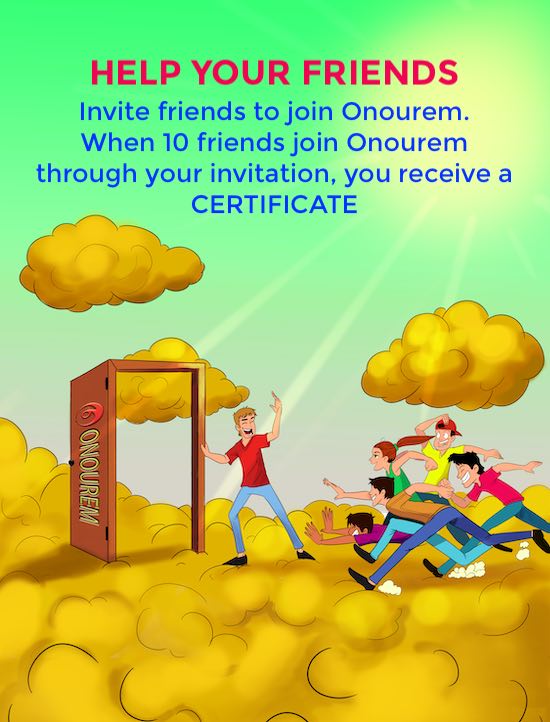 HELP YOUR FRIENDS
Invite friends to join Onourem.
When 10 friends join Onourem
through your invitation, you receive a
CERTIFICATE
ONOUREM